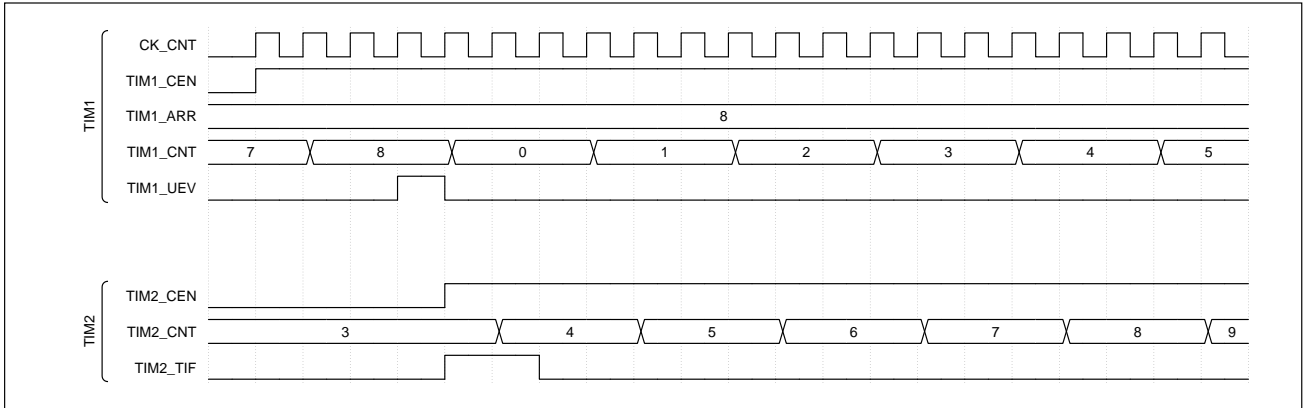 TIM1
CK_CNT
TIM1_CEN
TIM1_ARR 8
TIM1_CNT 7 8 0 1 2 3 4 5
TIM1_UEV
TIM2
TIM2_CEN
TIM2_CNT 3 4 5 6 7 8 9
TIM2_TIF